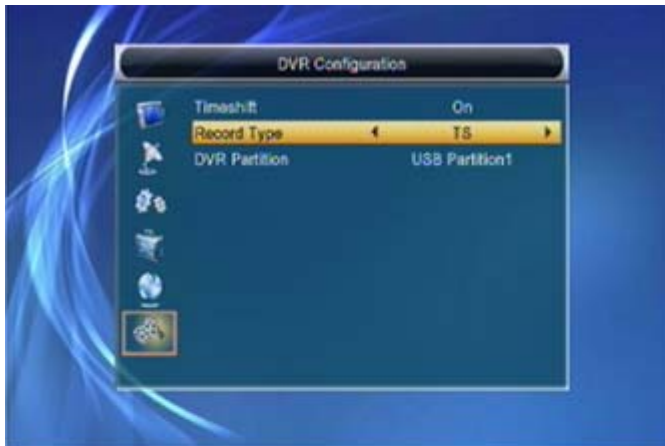 DVR Configuration
Timeshift On
Record Type TS
DVR Partition USB Partition1